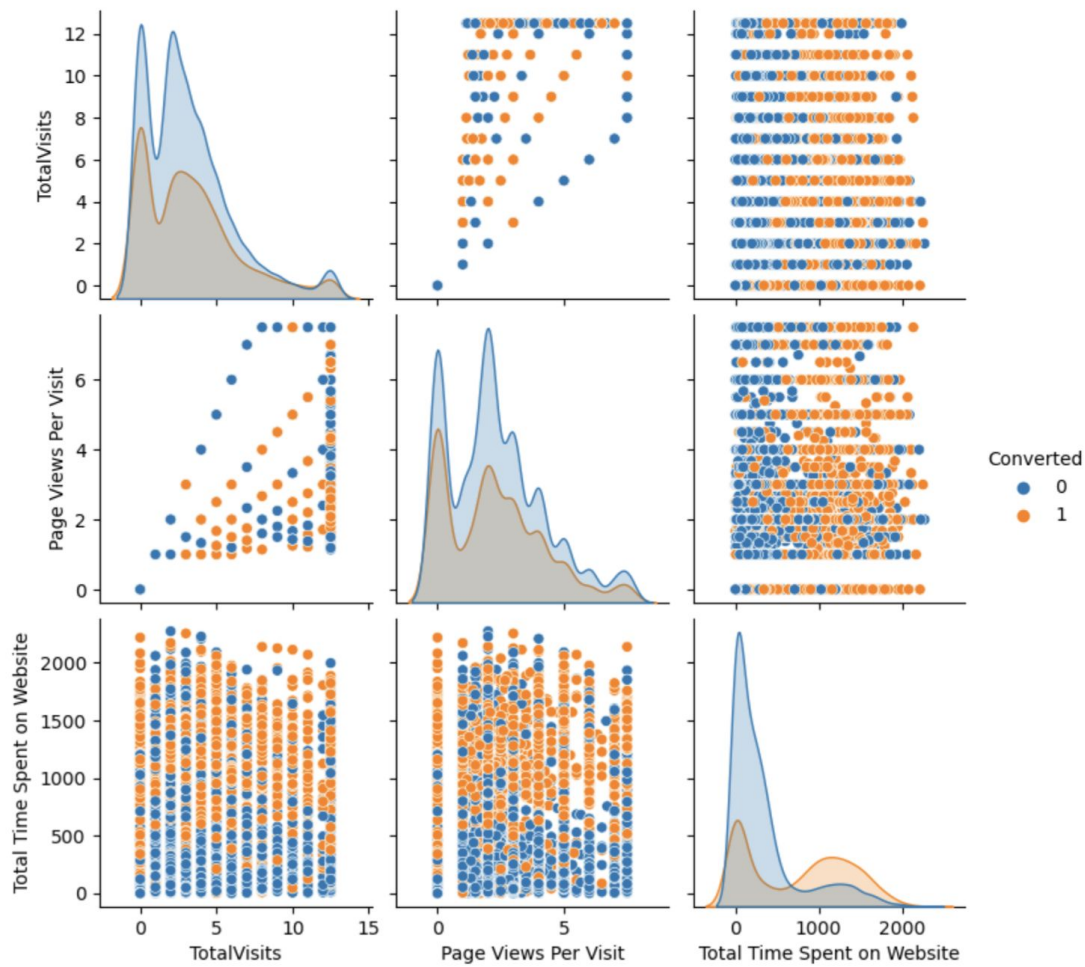 12
10
8
6
4
2
0
TotalVisits
6
4
2
0
Page Views Per Visit
Converted
0
1
2000
1500
1000
500
0
Total Time Spent on Website
0 5 10 15
TotalVisits
0 5
Page Views Per Visit
0 1000 2000
Total Time Spent on Website